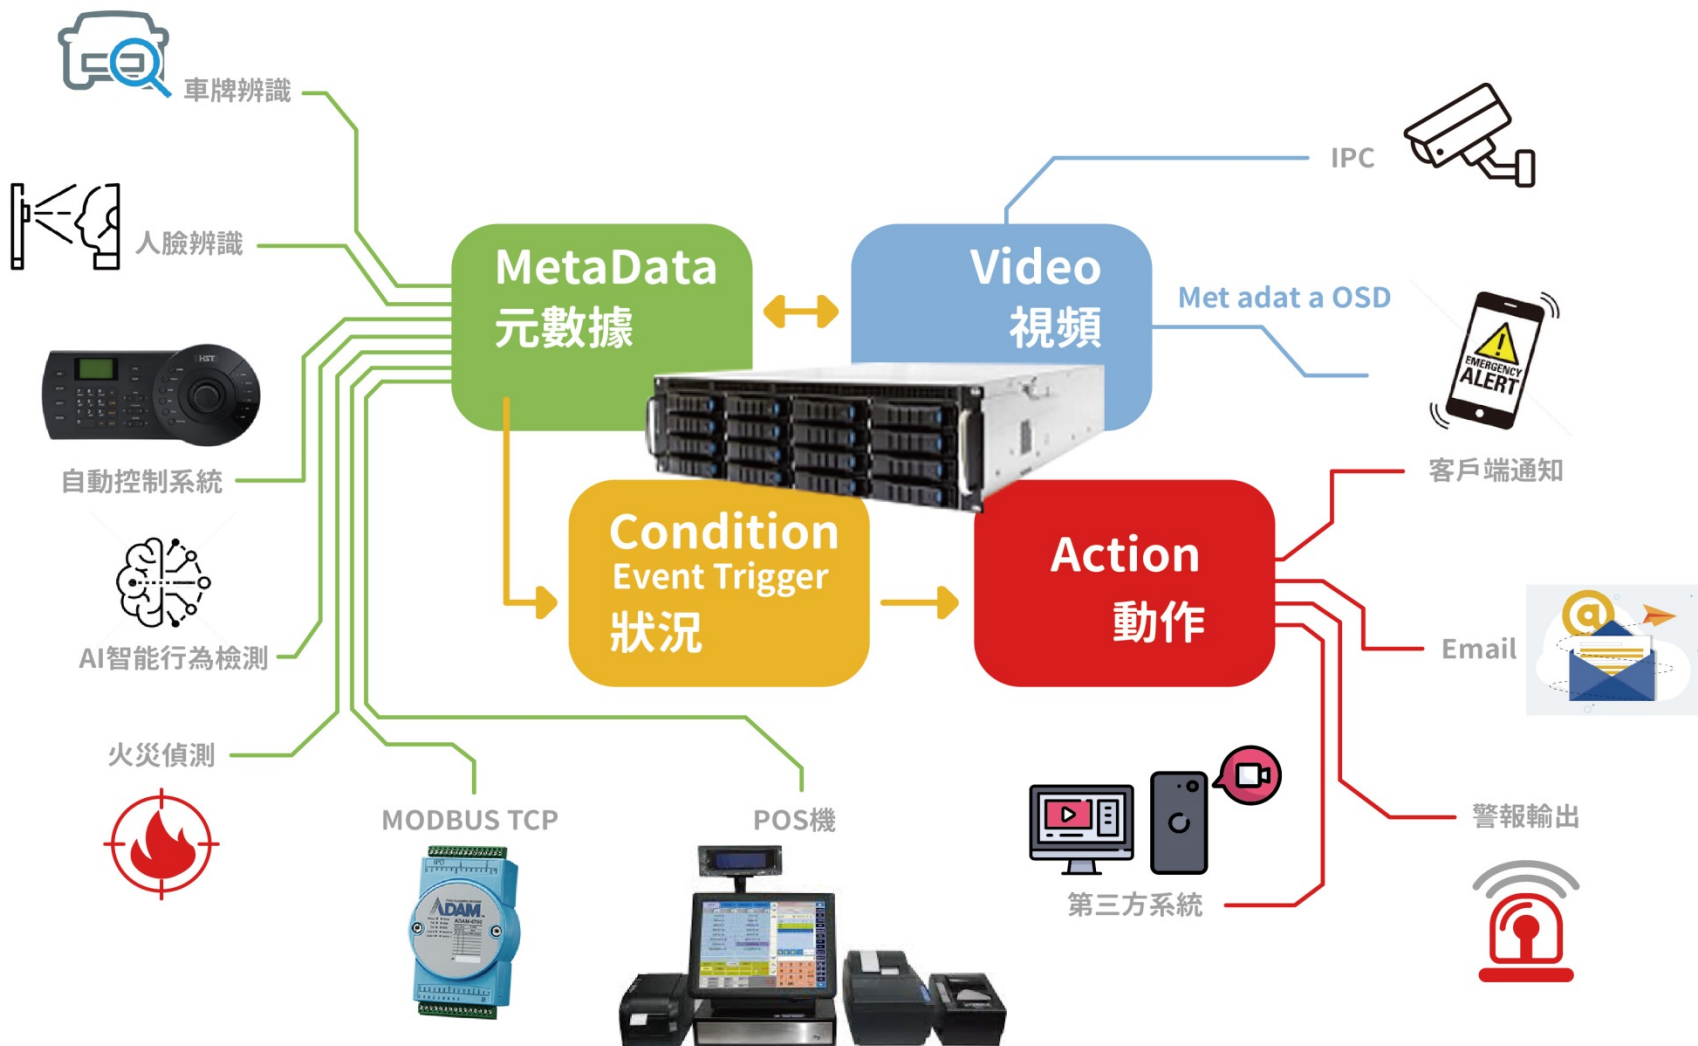 車牌辨識
IPC
人臉辨識
MetaData
元數據
Video
視頻
Met adat a OSD
EMERGENCY
ALERT
HST
客戶端通知
自動控制系統
Condition
Event Trigger
狀況
Action
動作
Email
@
AI智能行為檢測
火災偵測
MODBUS TCP
POS機
警報輸出
第三方系統
ADAM